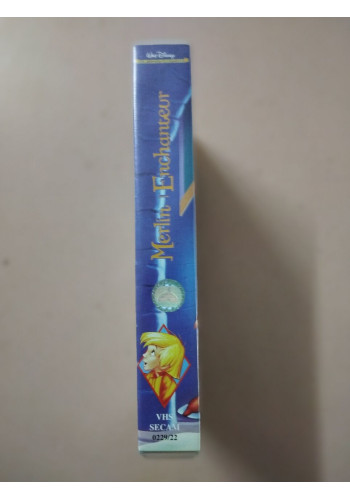 WALT DISNEY
Merlin l'Enchanteur
VHS
SECAM
0229/22